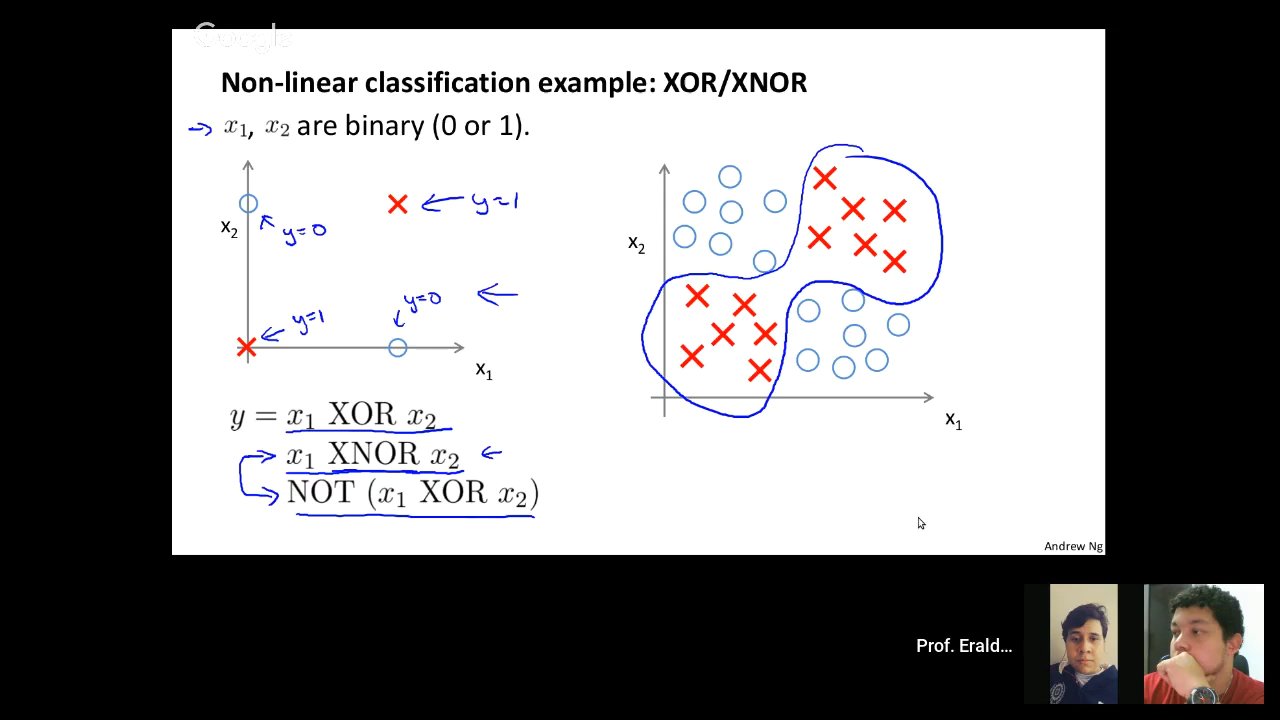 Google
Non-linear classification example: XOR/XNOR
→ x₁, x₂ are binary (0 or 1).
x₂
y=0
y=1
y=1
y=0
x₁
x₂
x₁
y = x₁ XOR x₂
x₁ XNOR x₂
NOT (x₁ XOR x₂)
Andrew Ng
Prof. Erald...